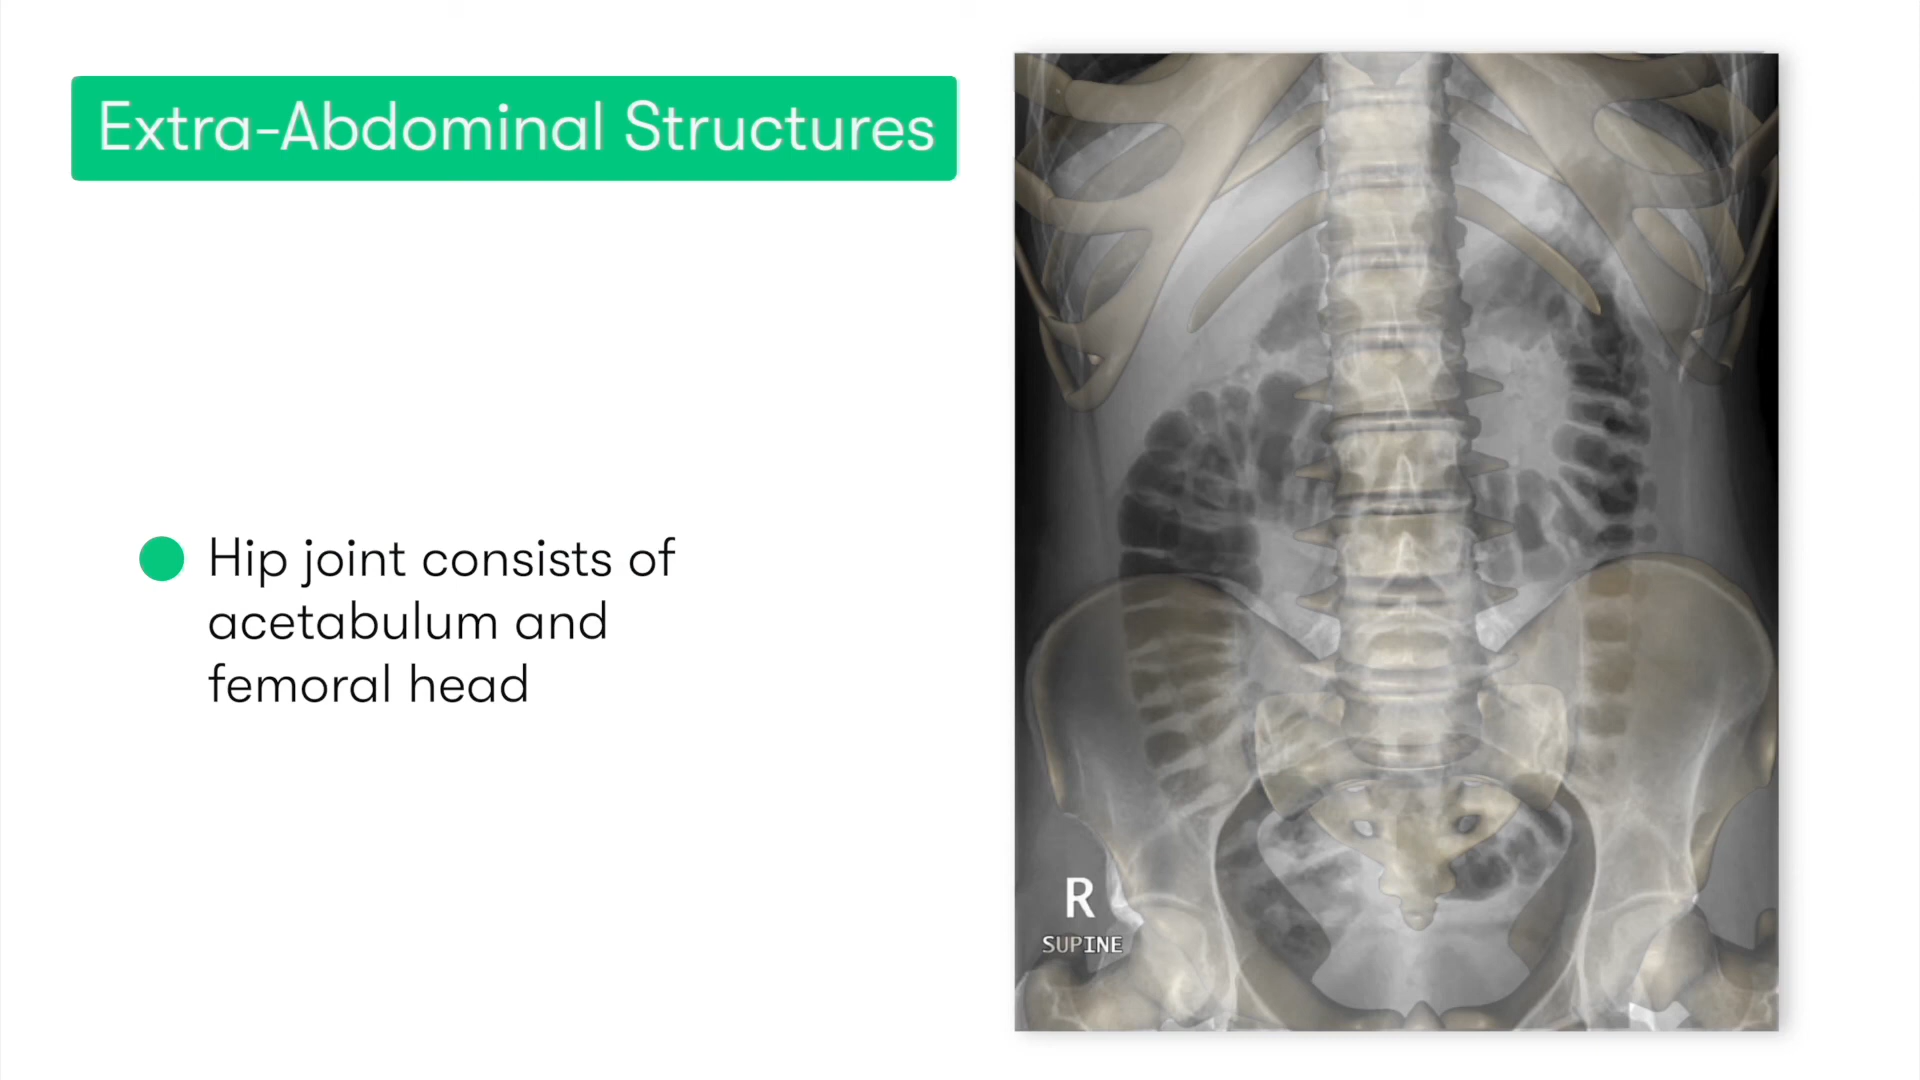 Extra-Abdominal Structures
Hip joint consists of
acetabulum and
femoral head
R
SUPINE